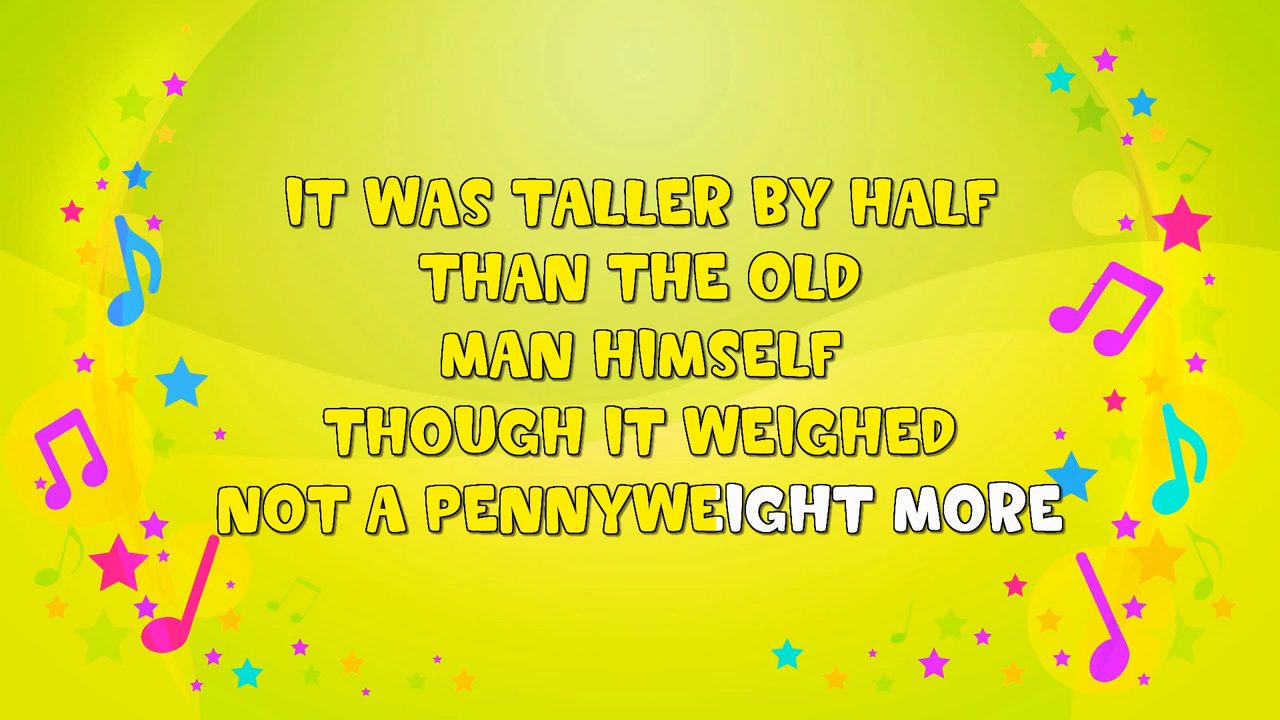 IT WAS TALLER BY HALF
THAN THE OLD
MAN HIMSELF
THOUGH IT WEIGHED
NOT A PENNYWEIGHT MORE